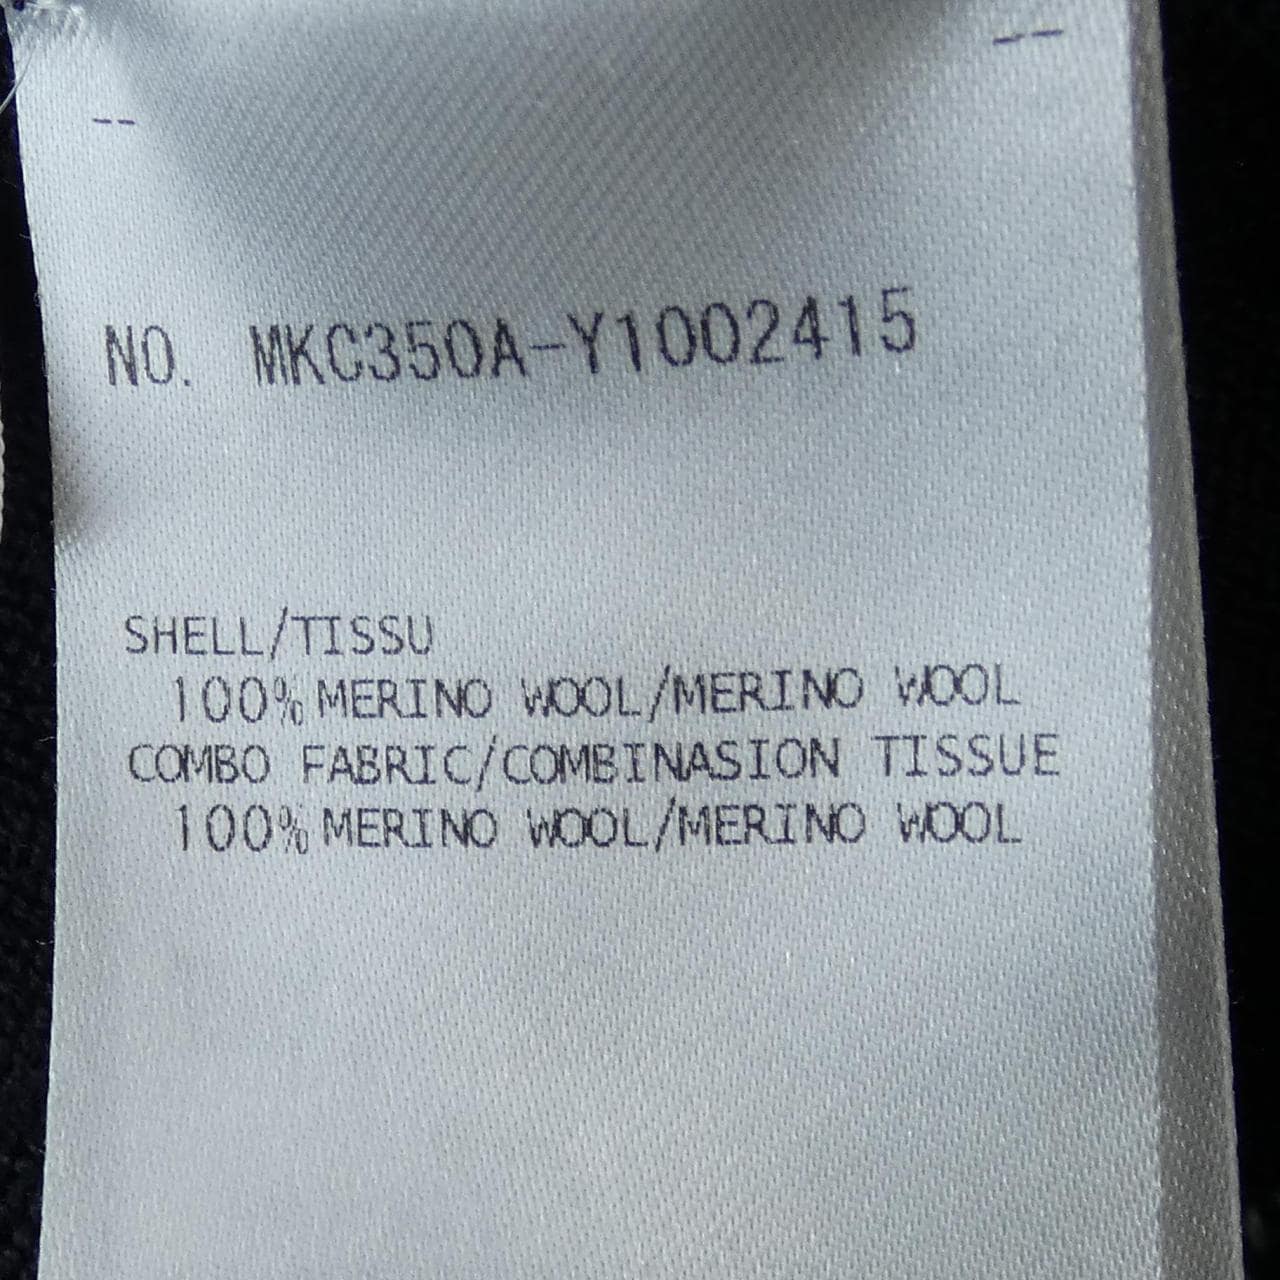 -- --
NO. MKC350A-Y1002415
SHELL/TISSU
100%MERINO WOOL/MERINO WOOL
COMBO FABRIC/COMBINASION TISSUE
100%MERINO WOOL/MERINO WOOL